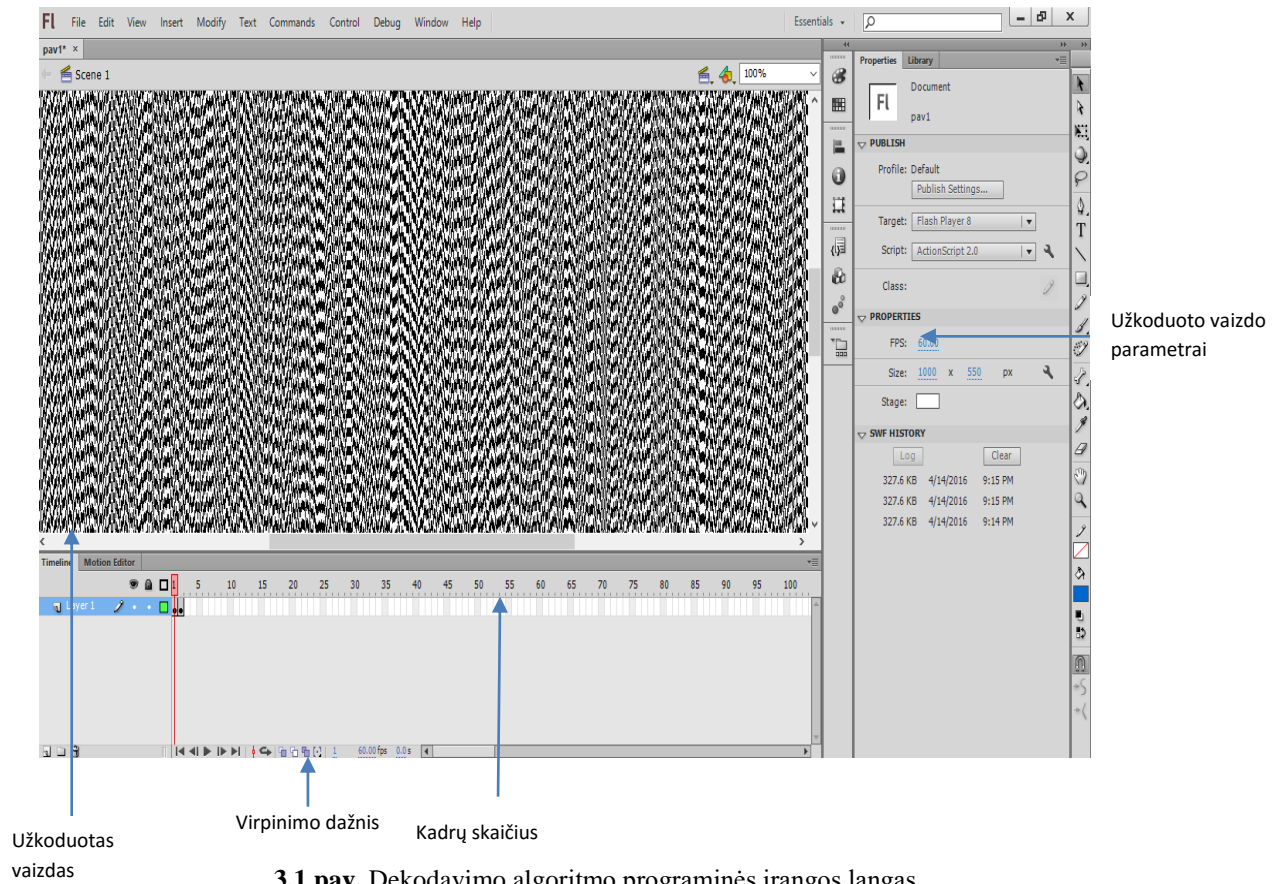 Fl File Edit View Insert Modify Text Commands Control Debug Window Help Essentials
pav1* ×
Scene 1 100%
Properties Library
Document
Fl
pav1
PUBLISH
Profile: Default
Publish Settings...
Target: Flash Player 8
Script: ActionScript 2.0
Class:
PROPERTIES
FPS: 60.00
Size: 1000 x 550 px
Stage:
SWF HISTORY
Log Clear
327.6 KB 4/14/2016 9:15 PM
327.6 KB 4/14/2016 9:15 PM
327.6 KB 4/14/2016 9:14 PM
Užkoduoto vaizdo
parametrai
Timeline Motion Editor
1 5 10 15 20 25 30 35 40 45 50 55 60 65 70 75 80 85 90 95 100
Layer 1
1 60.00 fps 0.0 s
Užkoduotas
vaizdas
Virpinimo dažnis
Kadrų skaičius
3.1 pav. Dekodavimo algoritmo programinės įrangos langas